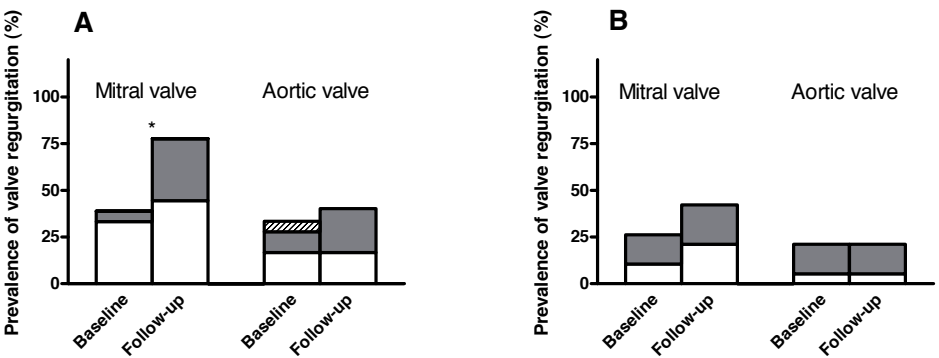 A
Prevalence of valve regurgitation (%)
Mitral valve
Aortic valve
100
75
50
25
0
*
Baseline
Follow-up
Baseline
Follow-up
B
Prevalence of valve regurgitation (%)
Mitral valve
Aortic valve
100
75
50
25
0
Baseline
Follow-up
Baseline
Follow-up